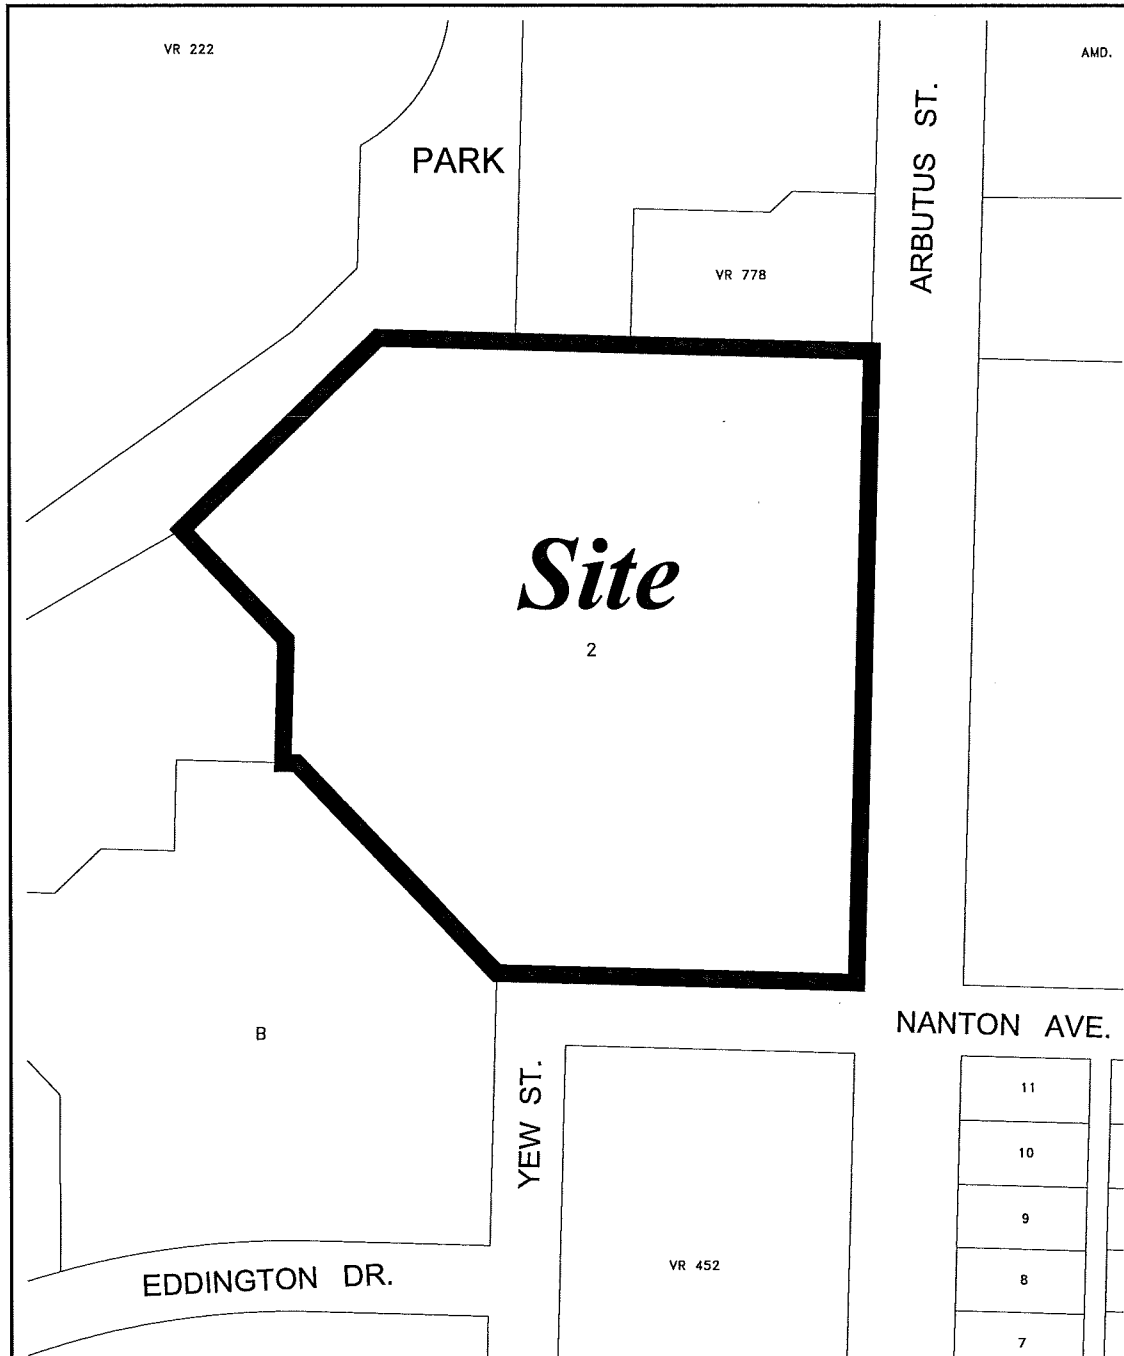 VR 222
AMD.
PARK
ARBUTUS ST.
VR 778
Site
2
NANTON AVE.
B
YEW ST.
11
10
9
8
7
VR 452
EDDINGTON DR.